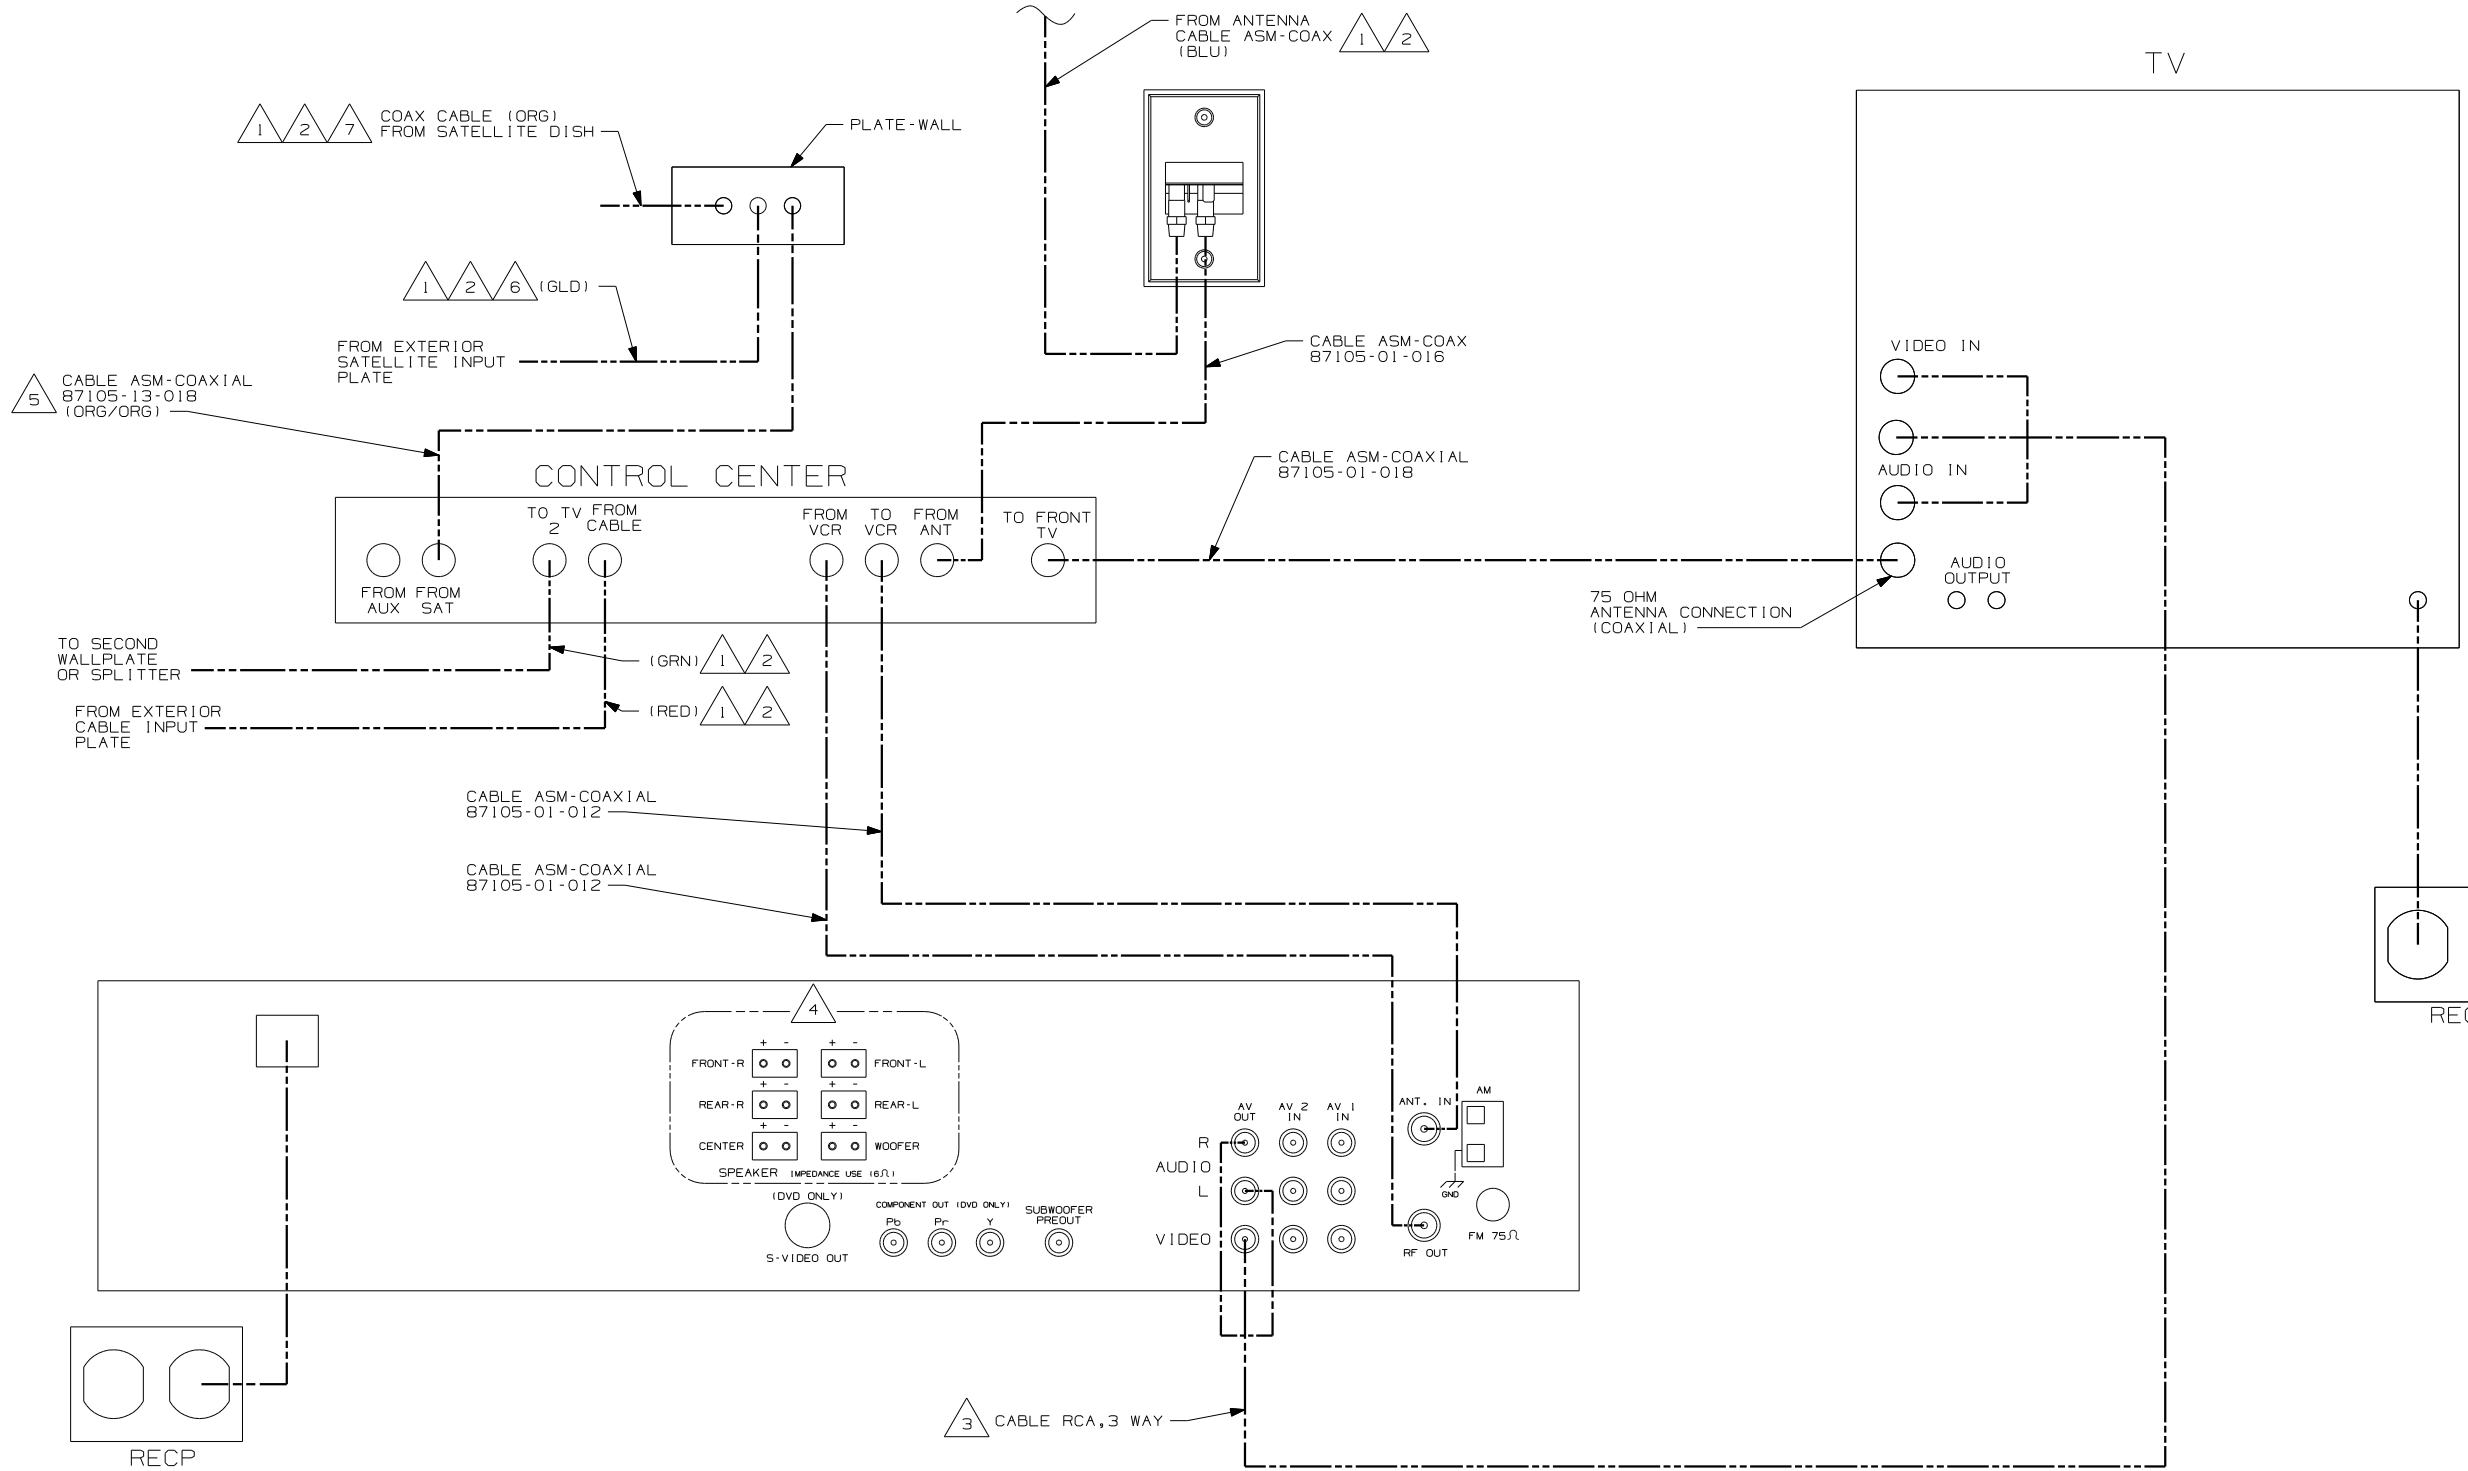 FROM ANTENNA
CABLE ASM-COAX
(BLU)
1 2
TV
1 2 7
COAX CABLE (ORG)
FROM SATELLITE DISH
PLATE-WALL
1 2 6 (GLD)
FROM EXTERIOR
SATELLITE INPUT
PLATE
CABLE ASM-COAX
87105-01-016
VIDEO IN
5
CABLE ASM-COAXIAL
87105-13-018
(ORG/ORG)
AUDIO IN
CONTROL CENTER
CABLE ASM-COAXIAL
87105-01-018
TO TV
2
FROM
CABLE
FROM
VCR
TO
VCR
FROM
ANT
TO FRONT
TV
FROM
AUX
FROM
SAT
AUDIO
OUTPUT
75 OHM
ANTENNA CONNECTION
(COAXIAL)
TO SECOND
WALLPLATE
OR SPLITTER
(GRN) 1 2
(RED) 1 2
FROM EXTERIOR
CABLE INPUT
PLATE
CABLE ASM-COAXIAL
87105-01-012
CABLE ASM-COAXIAL
87105-01-012
4
+ - + -
FRONT-R FRONT-L
+ - + -
REAR-R REAR-L
+ - + -
CENTER WOOFER
SPEAKER IMPEDANCE USE (6Ω)
(DVD ONLY)
S-VIDEO OUT
COMPONENT OUT (DVD ONLY)
Pb Pr Y
SUBWOOFER
PREOUT
AV
OUT
AV 2
IN
AV 1
IN
R
AUDIO
L
VIDEO
ANT. IN
AM
GND
RF OUT
FM 75Ω
3
CABLE RCA,3 WAY
RECP